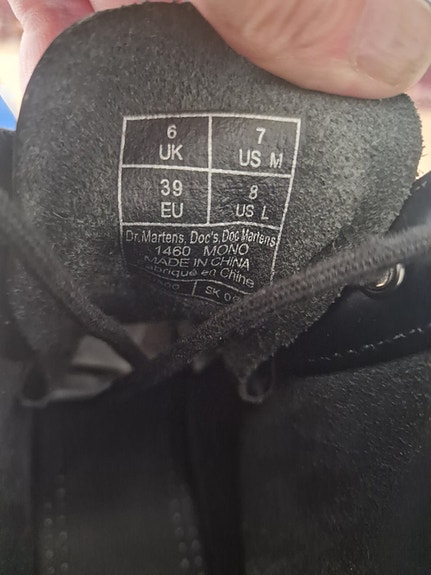 6 UK
7 US M
39 EU
8 US L
Dr.Martens, Doc's, Doc Martens
1460 MONO
MADE IN CHINA
en Chine
SK